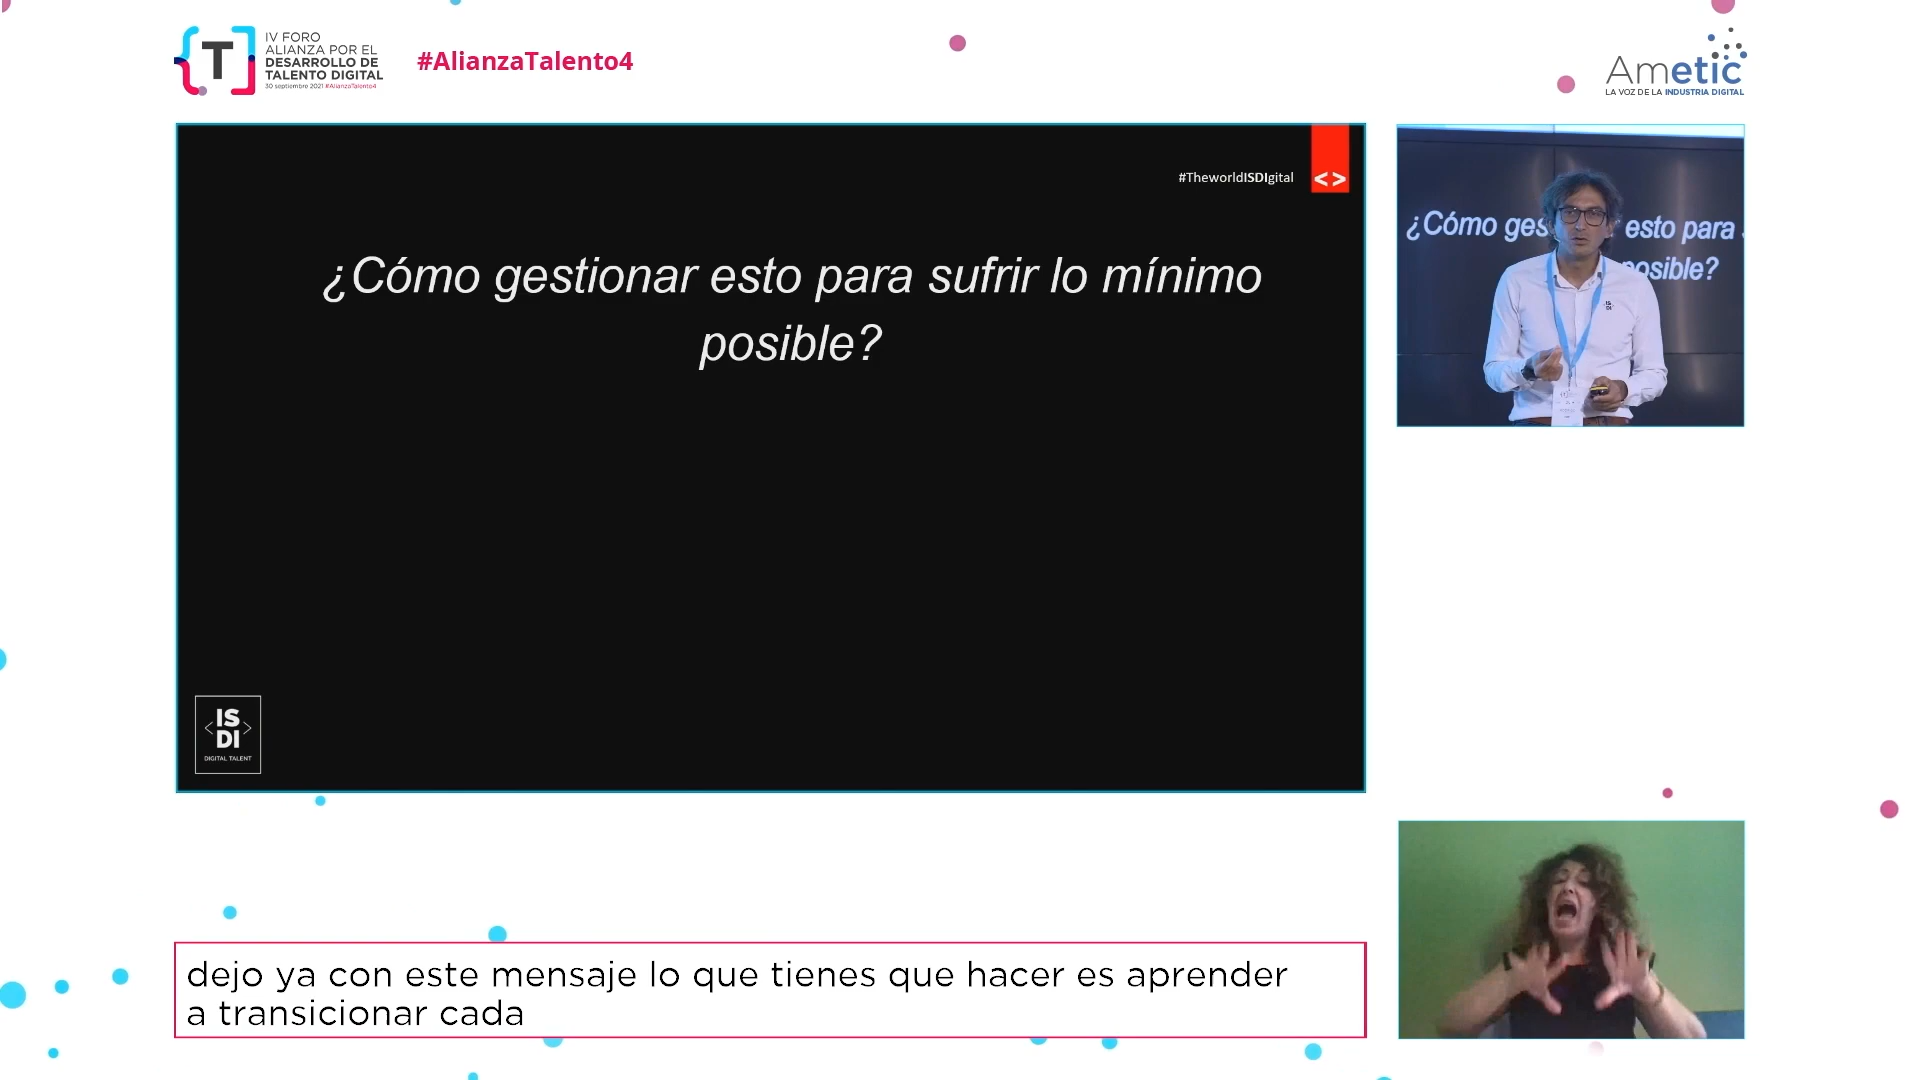 IV FORO
ALIANZA POR EL
DESARROLLO DE
TALENTO DIGITAL
30 septiembre 2021 #AlianzaTalento4
{T]
#AlianzaTalento4
Ametic
LA VOZ DE LA INDUSTRIA DIGITAL
#TheworldISDIgital
<>
¿Cómo gestionar esto para sufrir lo mínimo
posible?
¿Cómo ges esto para
posible?
IS
DI
<IS
DI>
DIGITAL TALENT
dejo ya con este mensaje lo que tienes que hacer es aprender
a transicionar cada